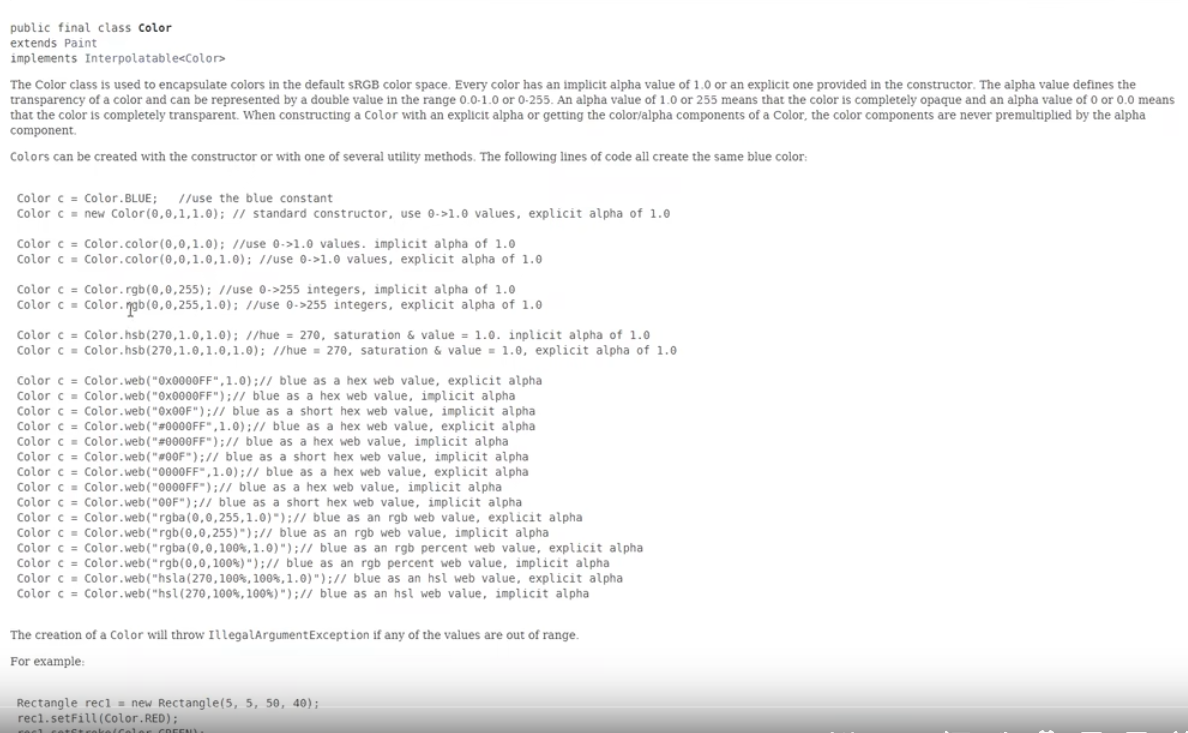 public final class Color
extends Paint
implements Interpolatable<Color>
The Color class is used to encapsulate colors in the default sRGB color space. Every color has an implicit alpha value of 1.0 or an explicit one provided in the constructor. The alpha value defines the
transparency of a color and can be represented by a double value in the range 0.0-1.0 or 0-255. An alpha value of 1.0 or 255 means that the color is completely opaque and an alpha value of 0 or 0.0 means
that the color is completely transparent. When constructing a Color with an explicit alpha or getting the color/alpha components of a Color, the color components are never premultiplied by the alpha
component.
Colors can be created with the constructor or with one of several utility methods. The following lines of code all create the same blue color:
Color c = Color.BLUE;   //use the blue constant
Color c = new Color(0,0,1,1.0); // standard constructor, use 0->1.0 values, explicit alpha of 1.0
Color c = Color.color(0,0,1.0); //use 0->1.0 values. implicit alpha of 1.0
Color c = Color.color(0,0,1.0,1.0); //use 0->1.0 values, explicit alpha of 1.0
Color c = Color.rgb(0,0,255); //use 0->255 integers, implicit alpha of 1.0
Color c = Color.rgb(0,0,255,1.0); //use 0->255 integers, explicit alpha of 1.0
Color c = Color.hsb(270,1.0,1.0); //hue = 270, saturation & value = 1.0. inplicit alpha of 1.0
Color c = Color.hsb(270,1.0,1.0,1.0); //hue = 270, saturation & value = 1.0, explicit alpha of 1.0
Color c = Color.web("0x0000FF",1.0);// blue as a hex web value, explicit alpha
Color c = Color.web("0x0000FF");// blue as a hex web value, implicit alpha
Color c = Color.web("0x00F");// blue as a short hex web value, implicit alpha
Color c = Color.web("#0000FF",1.0);// blue as a hex web value, explicit alpha
Color c = Color.web("#0000FF");// blue as a hex web value, implicit alpha
Color c = Color.web("#00F");// blue as a short hex web value, implicit alpha
Color c = Color.web("0000FF",1.0);// blue as a hex web value, explicit alpha
Color c = Color.web("0000FF");// blue as a hex web value, implicit alpha
Color c = Color.web("00F");// blue as a short hex web value, implicit alpha
Color c = Color.web("rgba(0,0,255,1.0)");// blue as an rgb web value, explicit alpha
Color c = Color.web("rgb(0,0,255)");// blue as an rgb web value, implicit alpha
Color c = Color.web("rgba(0,0,100%,1.0)");// blue as an rgb percent web value, explicit alpha
Color c = Color.web("rgb(0,0,100%)");// blue as an rgb percent web value, implicit alpha
Color c = Color.web("hsla(270,100%,100%,1.0)");// blue as an hsl web value, explicit alpha
Color c = Color.web("hsl(270,100%,100%)");// blue as an hsl web value, implicit alpha
The creation of a Color will throw IllegalArgumentException if any of the values are out of range.
For example:
Rectangle rec1 = new Rectangle(5, 5, 50, 40);
rec1.setFill(Color.RED);
rec1.setStroke(Color.GREEN);